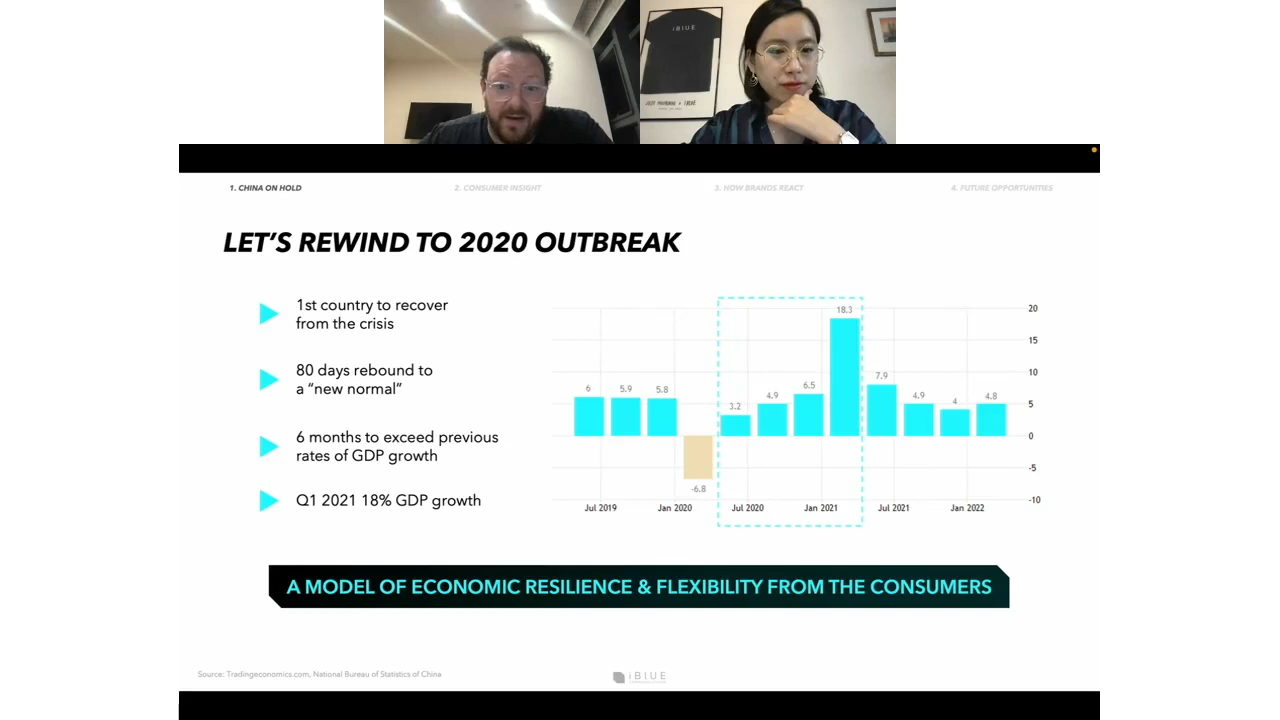 iBLUE
1. CHINA ON HOLD
2. CONSUMER INSIGHT
3. HOW BRANDS REACT
4. FUTURE OPPORTUNITIES
LET'S REWIND TO 2020 OUTBREAK
1st country to recover
from the crisis
80 days rebound to
a “new normal”
6 months to exceed previous
rates of GDP growth
Q1 2021 18% GDP growth
6
5.9
5.8
-6.8
3.2
4.9
6.5
18.3
7.9
4.9
4
4.8
20
15
10
5
0
-5
-10
Jul 2019
Jan 2020
Jul 2020
Jan 2021
Jul 2021
Jan 2022
A MODEL OF ECONOMIC RESILIENCE & FLEXIBILITY FROM THE CONSUMERS
Source: Tradingeconomics.com, National Bureau of Statistics of China
iBLUE